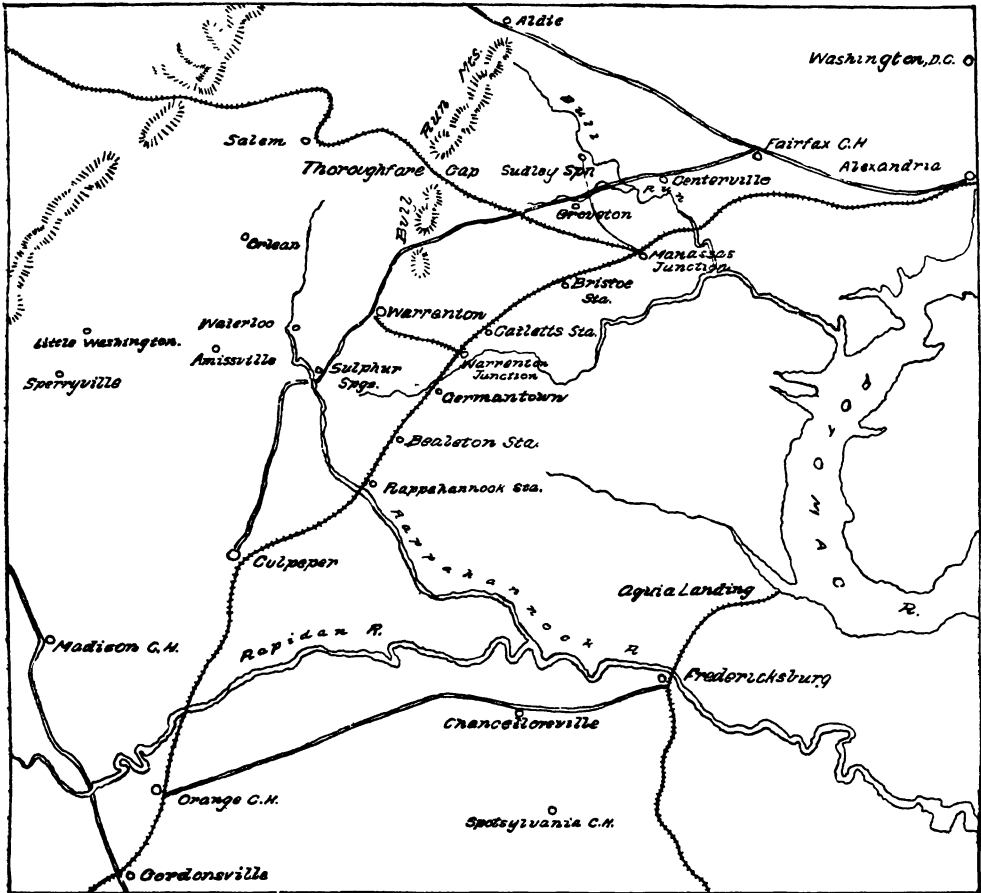 Aldie
Washington, D.C.
Run Mts.
Bull
Salem
Fairfax C.H
Thoroughfare Gap
Sudley Spn
Alexandria
Centerville
Run
Groveton
Bull
Orlean
Manassas
Junction
Bristoe
Sta.
Warrenton
Waterloo
Catletts Sta.
Little Washington.
Amissville
Sulphur
Spgs.
Warrenton
Junction
Sperryville
Germantown
POTOMAC R.
Bealeton Sta.
Rappahannock Sta.
Rappahannock R
Culpeper
Aquia Landing
Rapidan R.
Madison C.H.
Fredericksburg
Chancellorsville
Orange C.H.
Spotsylvania C.H.
Gordonsville